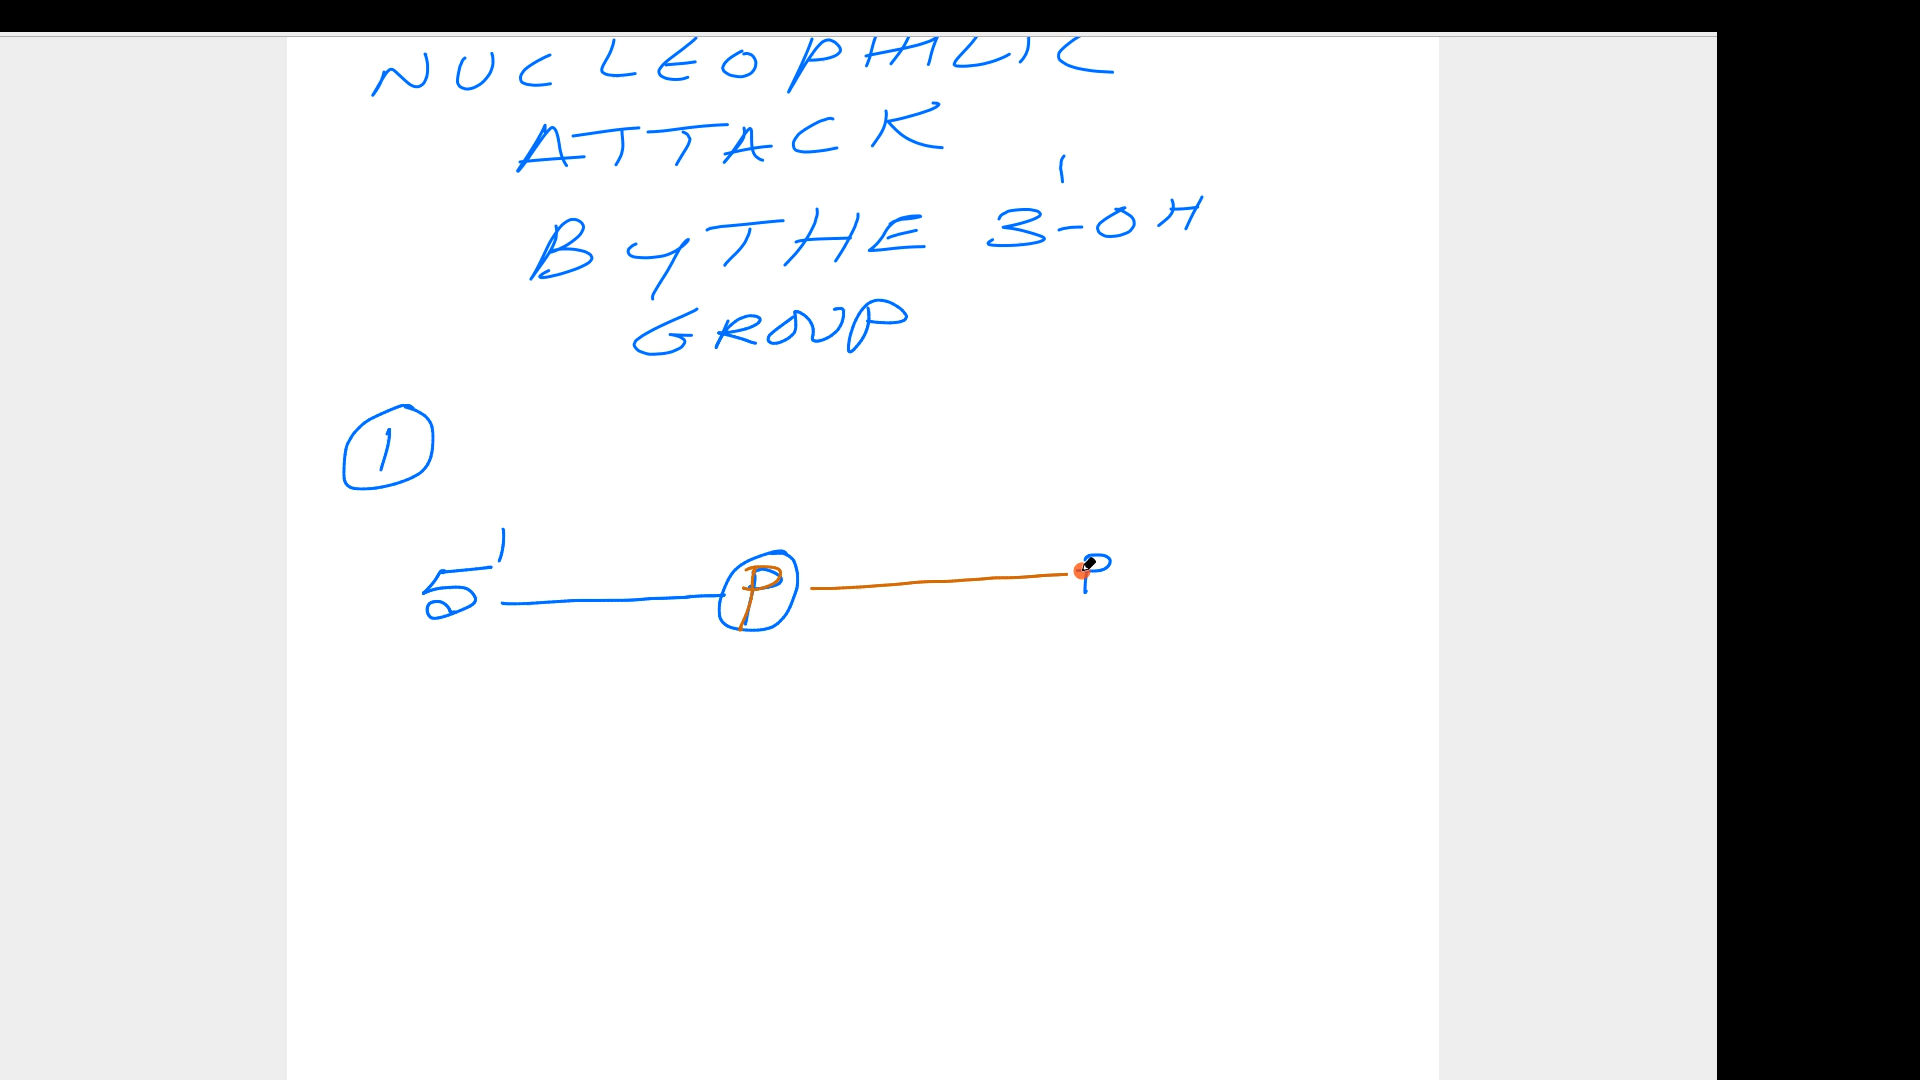 NUCLEOPHILIC
ATTACK
BY THE 3'-OH
GROUP
1
5' P P